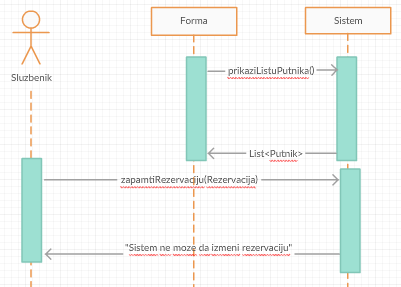 Forma
Sistem
Sluzbenik
prikaziListuPutnika()
List<Putnik>
zapamtiRezervaciju(Rezervacija)
"Sistem ne moze da izmeni rezervaciju"